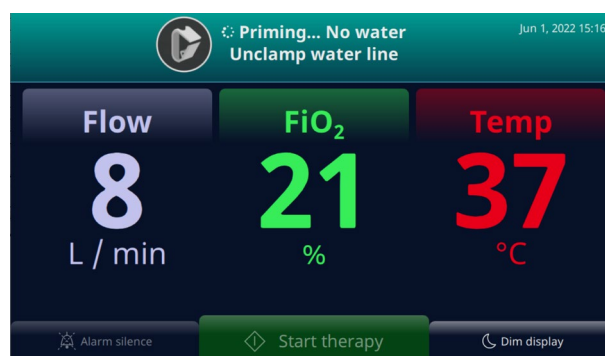 Priming... No water
Unclamp water line
Jun 1, 2022 15:16
Flow
FiO₂
Temp
8
21
37
L / min
%
°C
Alarm silence
Start therapy
Dim display